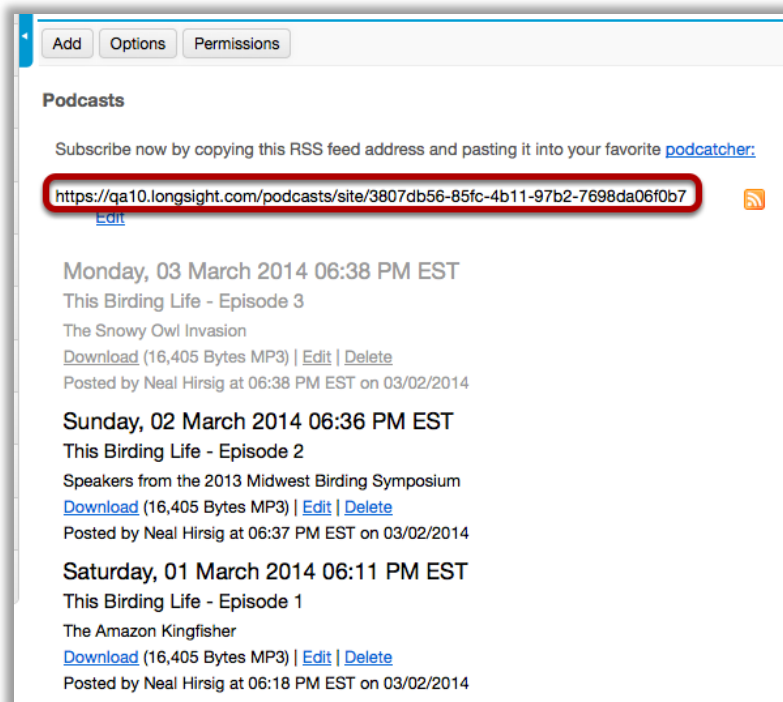 Add Options Permissions
Podcasts
Subscribe now by copying this RSS feed address and pasting it into your favorite podcatcher:
https://qa10.longsight.com/podcasts/site/3807db56-85fc-4b11-97b2-7698da06f0b7
Edit
Monday, 03 March 2014 06:38 PM EST
This Birding Life - Episode 3
The Snowy Owl Invasion
Download (16,405 Bytes MP3) | Edit | Delete
Posted by Neal Hirsig at 06:38 PM EST on 03/02/2014
Sunday, 02 March 2014 06:36 PM EST
This Birding Life - Episode 2
Speakers from the 2013 Midwest Birding Symposium
Download (16,405 Bytes MP3) | Edit | Delete
Posted by Neal Hirsig at 06:37 PM EST on 03/02/2014
Saturday, 01 March 2014 06:11 PM EST
This Birding Life - Episode 1
The Amazon Kingfisher
Download (16,405 Bytes MP3) | Edit | Delete
Posted by Neal Hirsig at 06:18 PM EST on 03/02/2014